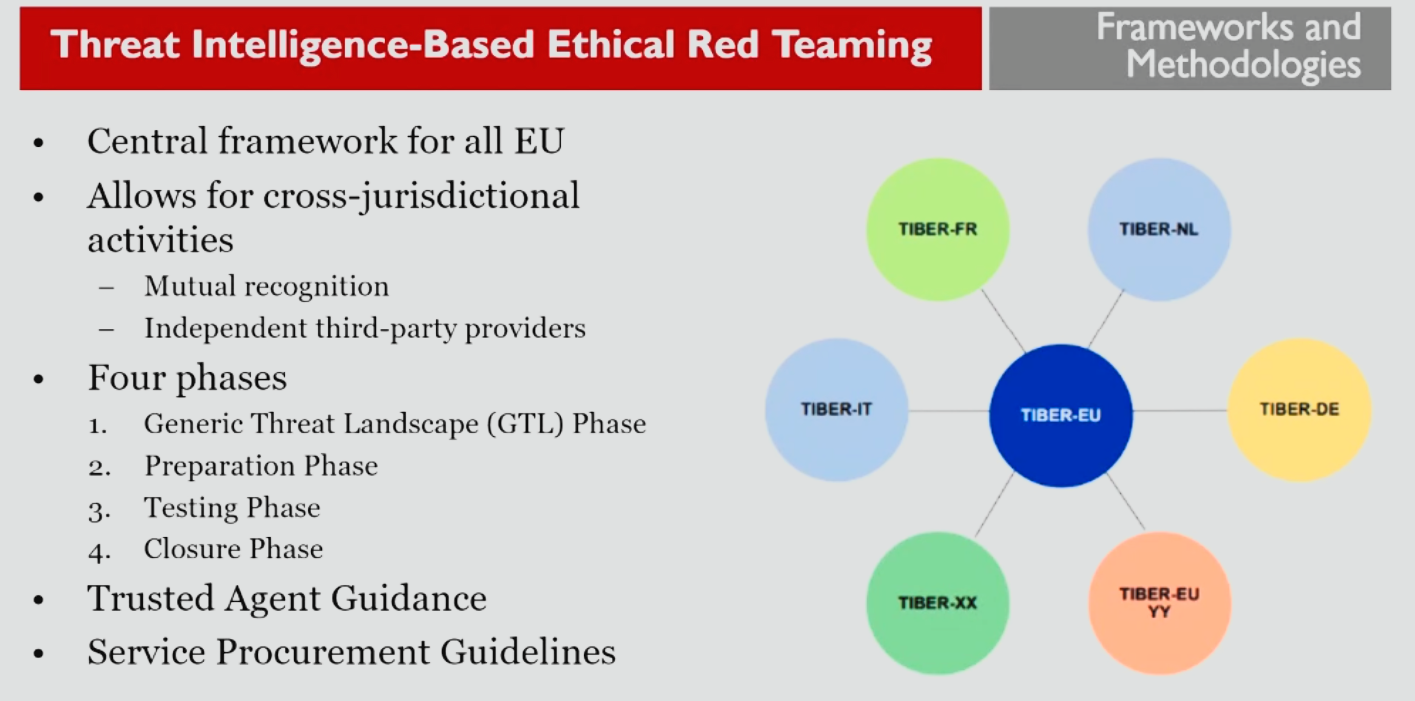 Threat Intelligence-Based Ethical Red Teaming
Frameworks and
Methodologies
• Central framework for all EU
• Allows for cross-jurisdictional
activities
– Mutual recognition
– Independent third-party providers
• Four phases
1. Generic Threat Landscape (GTL) Phase
2. Preparation Phase
3. Testing Phase
4. Closure Phase
• Trusted Agent Guidance
• Service Procurement Guidelines
TIBER-FR
TIBER-NL
TIBER-IT
TIBER-EU
TIBER-DE
TIBER-XX
TIBER-EU
YY